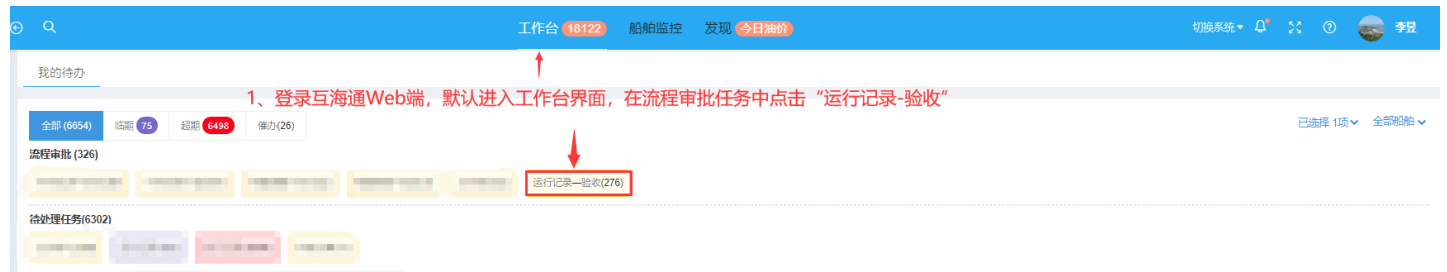 工作台 18122 船舶监控 发现 今日油价 切换系统 李昱
我的待办
1、登录互海通Web端，默认进入工作台界面，在流程审批任务中点击“运行记录-验收”
全部 (6654) 临期 75 超期 6498 催办(26) 已选择 1项 全部船舶
流程审批 (326)
运行记录—验收(276)
待处理任务(6302)